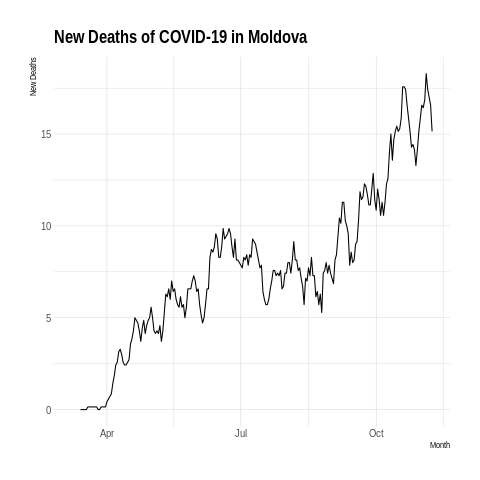 New Deaths of COVID-19 in Moldova
New Deaths
15
10
5
0
Apr
Jul
Oct
Month